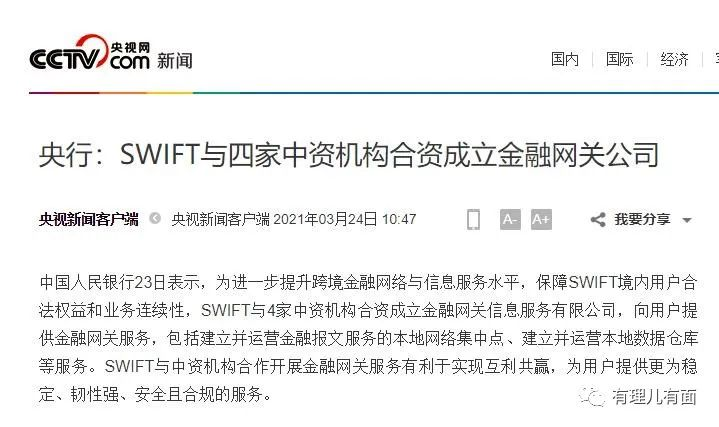 CCTV央视网.com 新闻
国内 国际 经济
央行：SWIFT与四家中资机构合资成立金融网关公司
央视新闻客户端 央视新闻客户端 2021年03月24日 10:47 A- A+ 我要分享
中国人民银行23日表示，为进一步提升跨境金融网络与信息服务水平，保障SWIFT境内用户合
法权益和业务连续性，SWIFT与4家中资机构合资成立金融网关信息服务有限公司，向用户提
供金融网关服务，包括建立并运营金融报文服务的本地网络集中点、建立并运营本地数据仓库
等服务。SWIFT与中资机构合作开展金融网关服务有利于实现互利共赢，为用户提供更为稳
定、韧性强、安全且合规的服务。
有理儿有面